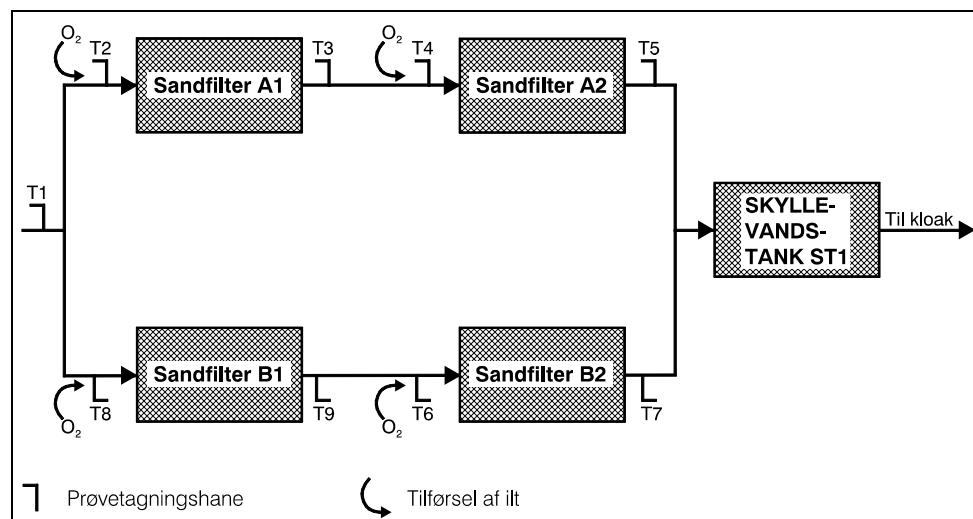 O₂
T2
Sandfilter A1
T3
O₂
T4
Sandfilter A2
T5
T1
SKYLLE-
VANDS-
TANK ST1
Til kloak
O₂
T8
Sandfilter B1
T9
O₂
T6
Sandfilter B2
T7
Prøvetagningshane
Tilførsel af ilt